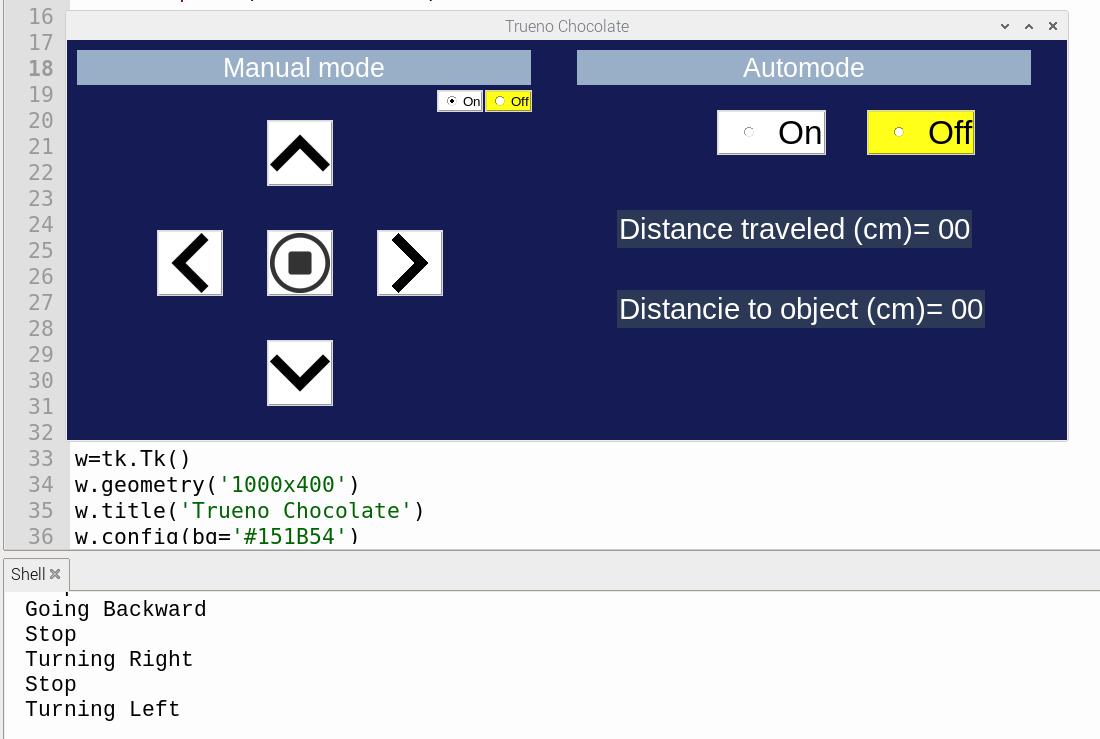 16
Trueno Chocolate
17
Manual mode Automode
18
19
On Off
20
On Off
21
22
23
24
Distance traveled (cm)= 00
25
26
27
Distancie to object (cm)= 00
28
29
30
31
32
33 w=tk.Tk()
34 w.geometry('1000x400')
35 w.title('Trueno Chocolate')
36 w.config(bg='#151B54')
Shell
Going Backward
Stop
Turning Right
Stop
Turning Left